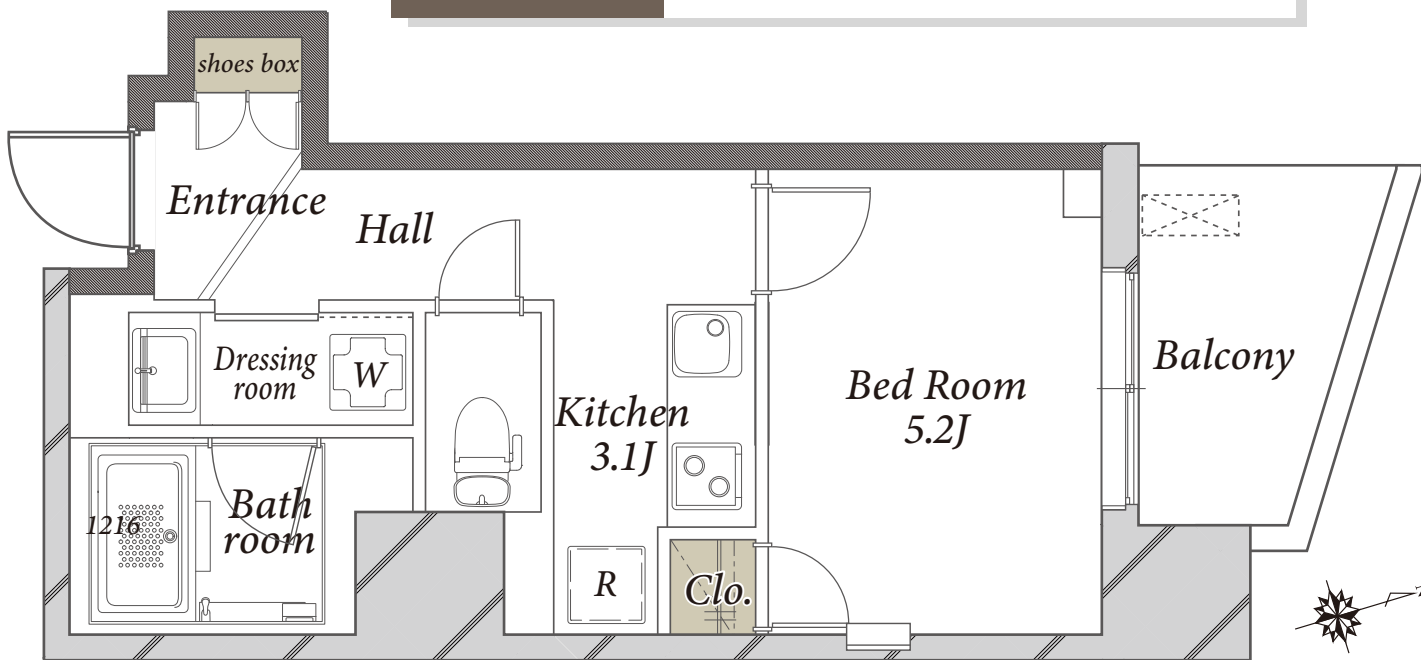 shoes box
Entrance
Hall
Dressing
room
W
Kitchen
3.1J
Bed Room
5.2J
Balcony
1216
Bath
room
R
Clo.